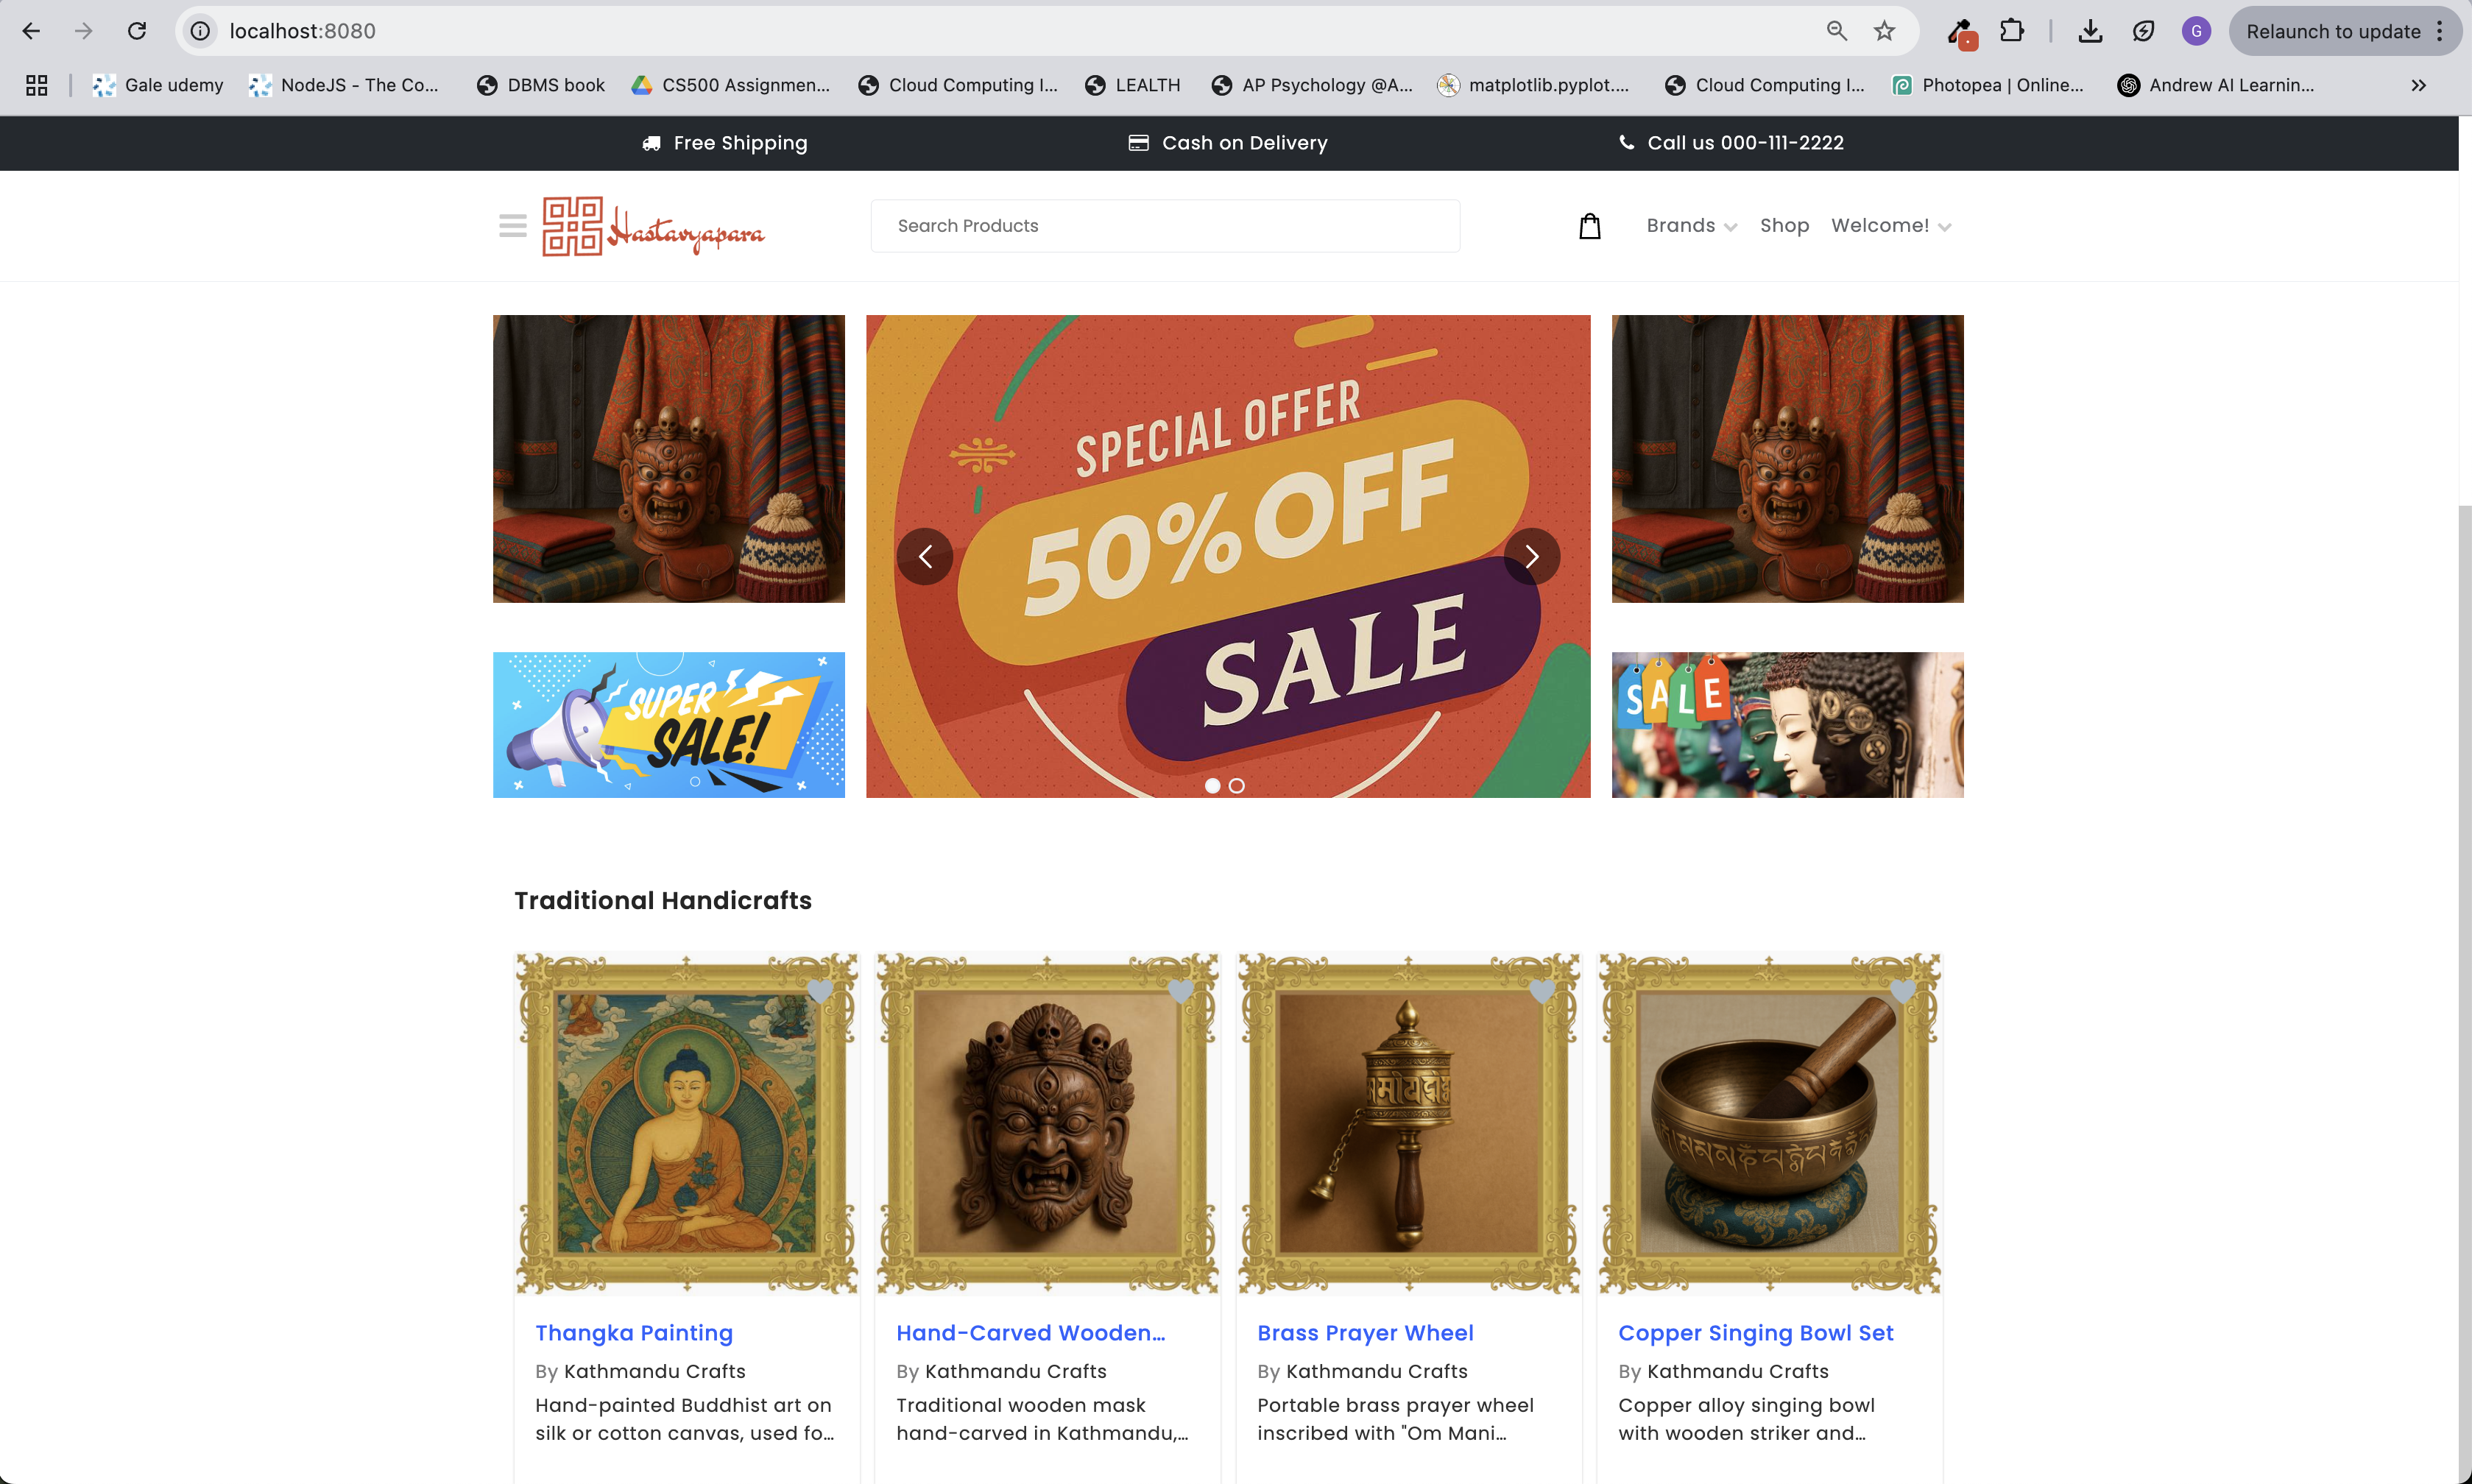 localhost:8080
Relaunch to update
G
Gale udemy
NodeJS - The Co...
DBMS book
CS500 Assignmen...
Cloud Computing I...
LEALTH
AP Psychology @A...
matplotlib.pyplot....
Cloud Computing I...
Photopea | Online...
Andrew AI Learnin...
Free Shipping
Cash on Delivery
Call us 000-111-2222
Hastavyapara
Search Products
Brands
Shop
Welcome!
SPECIAL OFFER
50% OFF
SALE
SUPER
SALE!
SALE
Traditional Handicrafts
Thangka Painting
By Kathmandu Crafts
Hand-painted Buddhist art on
silk or cotton canvas, used fo...
Hand-Carved Wooden...
By Kathmandu Crafts
Traditional wooden mask
hand-carved in Kathmandu,...
Brass Prayer Wheel
By Kathmandu Crafts
Portable brass prayer wheel
inscribed with "Om Mani...
Copper Singing Bowl Set
By Kathmandu Crafts
Copper alloy singing bowl
with wooden striker and...